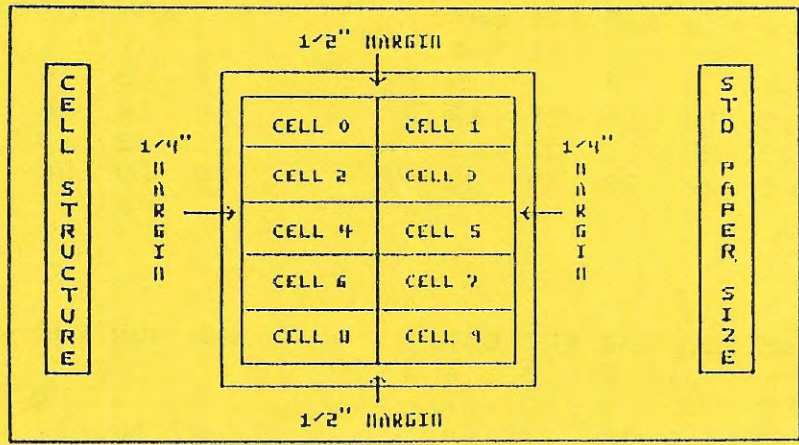 1/2" MARGIN
CELL STRUCTURE
1/4"
MARGIN
CELL 0
CELL 1
CELL 2
CELL 3
CELL 4
CELL 5
CELL 6
CELL 7
CELL 8
CELL 9
1/4"
MARGIN
STD PAPER SIZE
1/2" MARGIN